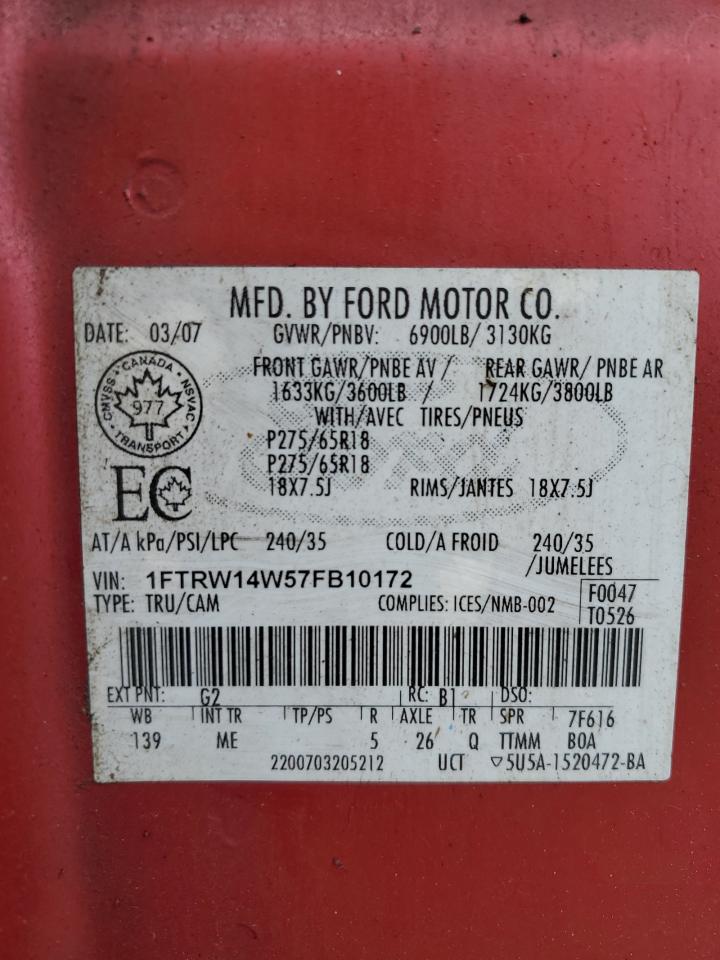 MFD. BY FORD MOTOR CO.
DATE: 03/07 GVWR/PNBV: 6900LB/ 3130KG
FRONT GAWR/PNBE AV / REAR GAWR/ PNBE AR
1633KG/3600LB / 1724KG/3800LB
WITH/AVEC TIRES/PNEUS
CMVSS · CANADA · NSVAC · TRANSPORT ·
977
P275/65R18
P275/65R18
18X7.5J RIMS/JANTES 18X7.5J
EC
AT/A kPa/PSI/LPC 240/35 COLD/A FROID 240/35
/JUMELEES
VIN: 1FTRW14W57FB10172
TYPE: TRU/CAM COMPLIES: ICES/NMB-002
F0047
T0526
EXT PNT: G2 RC: B1 DSO:
WB INT TR TP/PS R AXLE TR SPR 7F616
139 ME 5 26 Q TTMM BOA
2200703205212 UCT ▽5U5A-1520472-BA